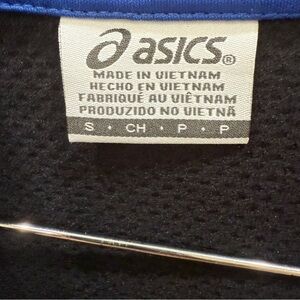 asics®
MADE IN VIETNAM
HECHO EN VIETNAM
FABRIQUÉ AU VIÊTNAM
PRODUZIDO NO VIETNÃ
S • CH • P • P